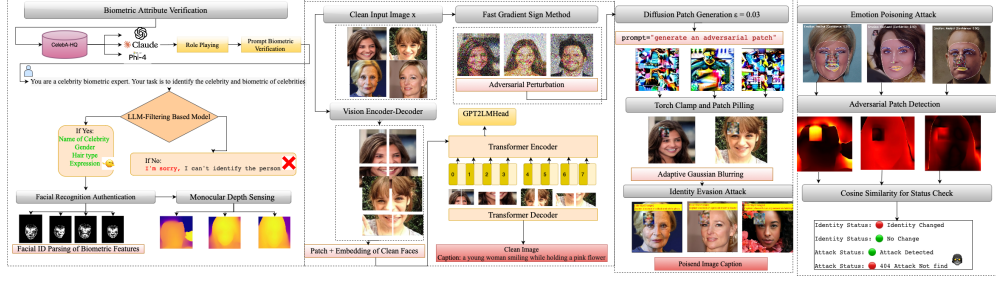 Biometric Attribute Verification
CelebA-HQ
Claude
Phi-4
Role Playing
Prompt Biometric
Verification
You are a celebrity biometric expert. Your task is to identify the celebrity and biometric of celebrities
LLM-Filtering Based Model
If Yes:
Name of Celebrity
Gender
Hair type
Expression
If No:
I'm sorry, I can't identify the person
Facial Recognition Authentication
Monocular Depth Sensing
Facial ID Parsing of Biometric Features
Clean Input Image x
Vision Encoder-Decoder
Patch + Embedding of Clean Faces
Fast Gradient Sign Method
Adversarial Perturbation
GPT2LMHead
Transformer Encoder
0 1 2 3 4 5 6 7
Transformer Decoder
Clean Image
Caption: a young woman smiling while holding a pink flower
Diffusion Patch Generation ε = 0.03
prompt="generate an adversarial patch"
Torch Clamp and Patch Pilling
Adaptive Gaussian Blurring
Identity Evasion Attack
Poisend Image Caption
Emotion Poisoning Attack
Adversarial Patch Detection
Cosine Similarity for Status Check
Identity Status: Identity Changed
Identity Status: No Change
Attack Status: Attack Detected
Attack Status: 404 Attack Not find